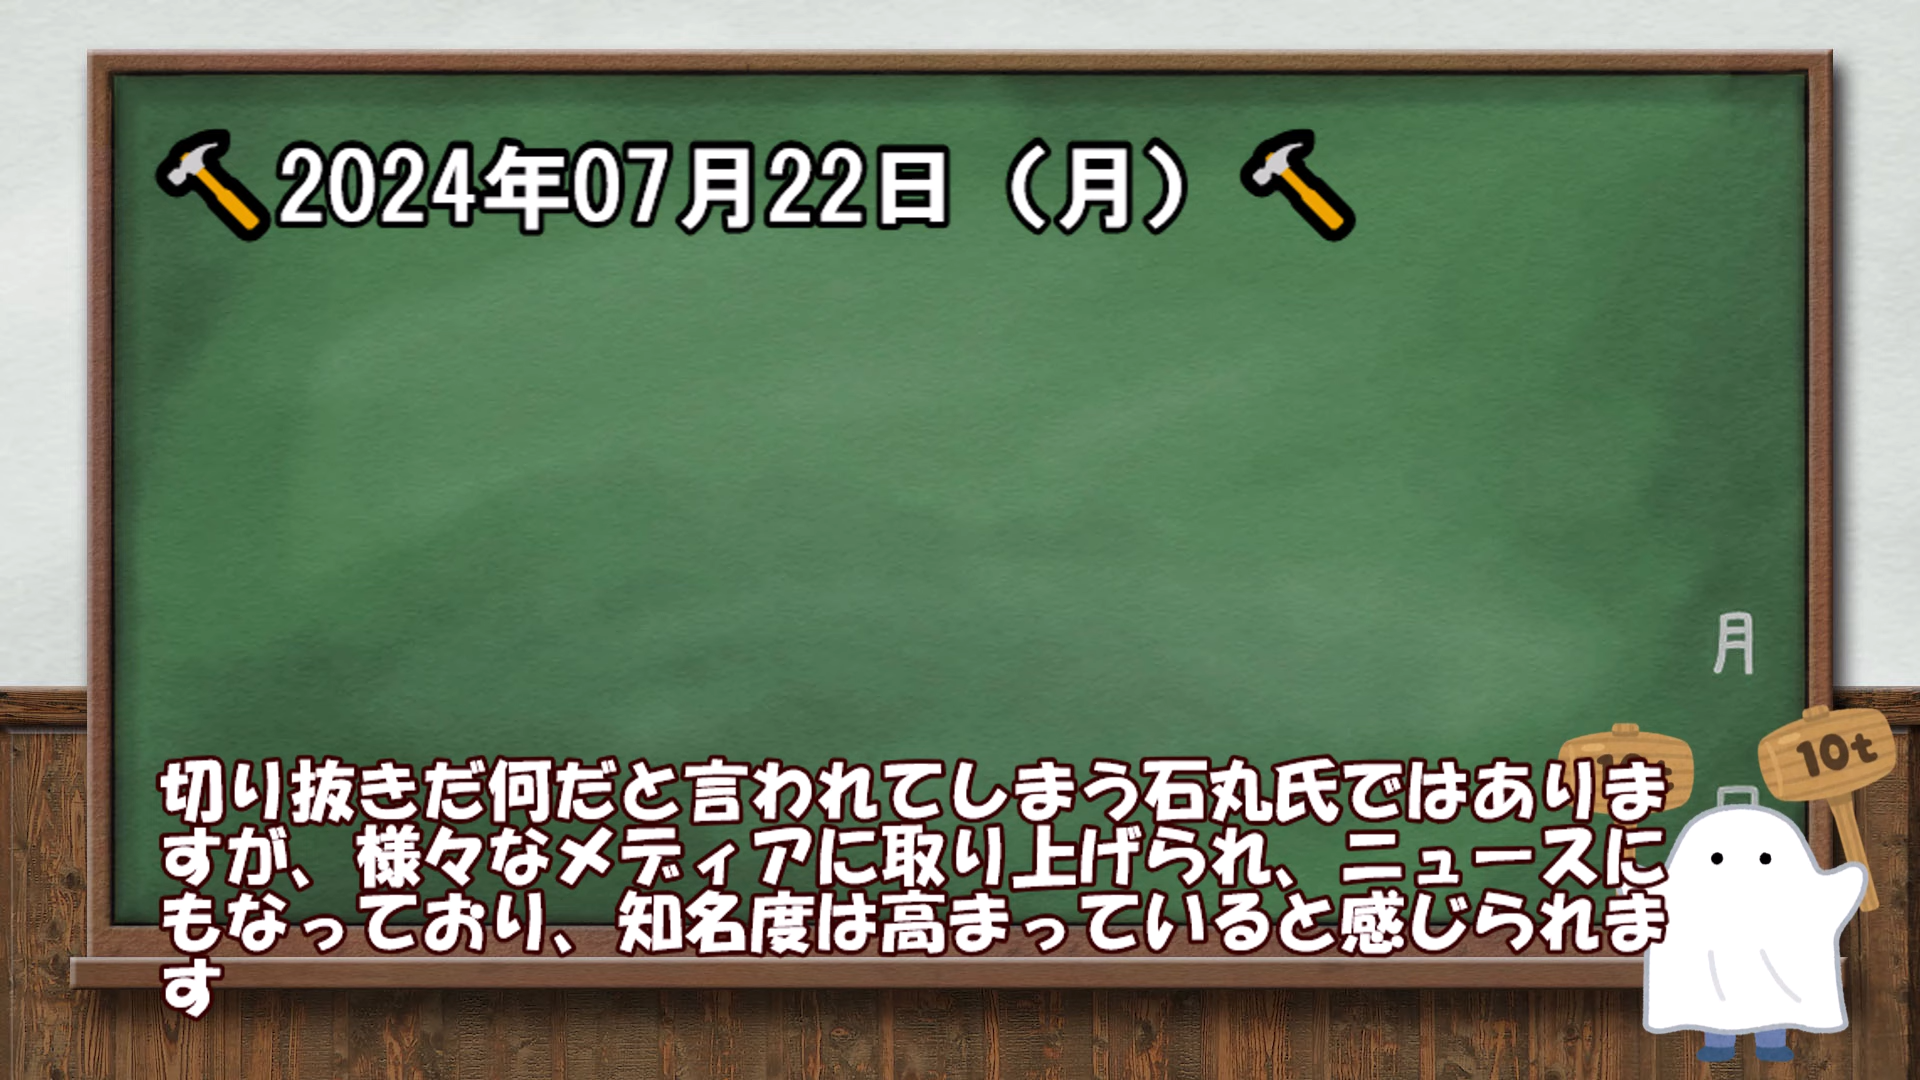 2024年07月22日（月）
月
10t
10t
切り抜きだ何だと言われてしまう石丸氏ではありま
すが、様々なメディアに取り上げられ、ニュースに
もなっており、知名度は高まっていると感じられま
す